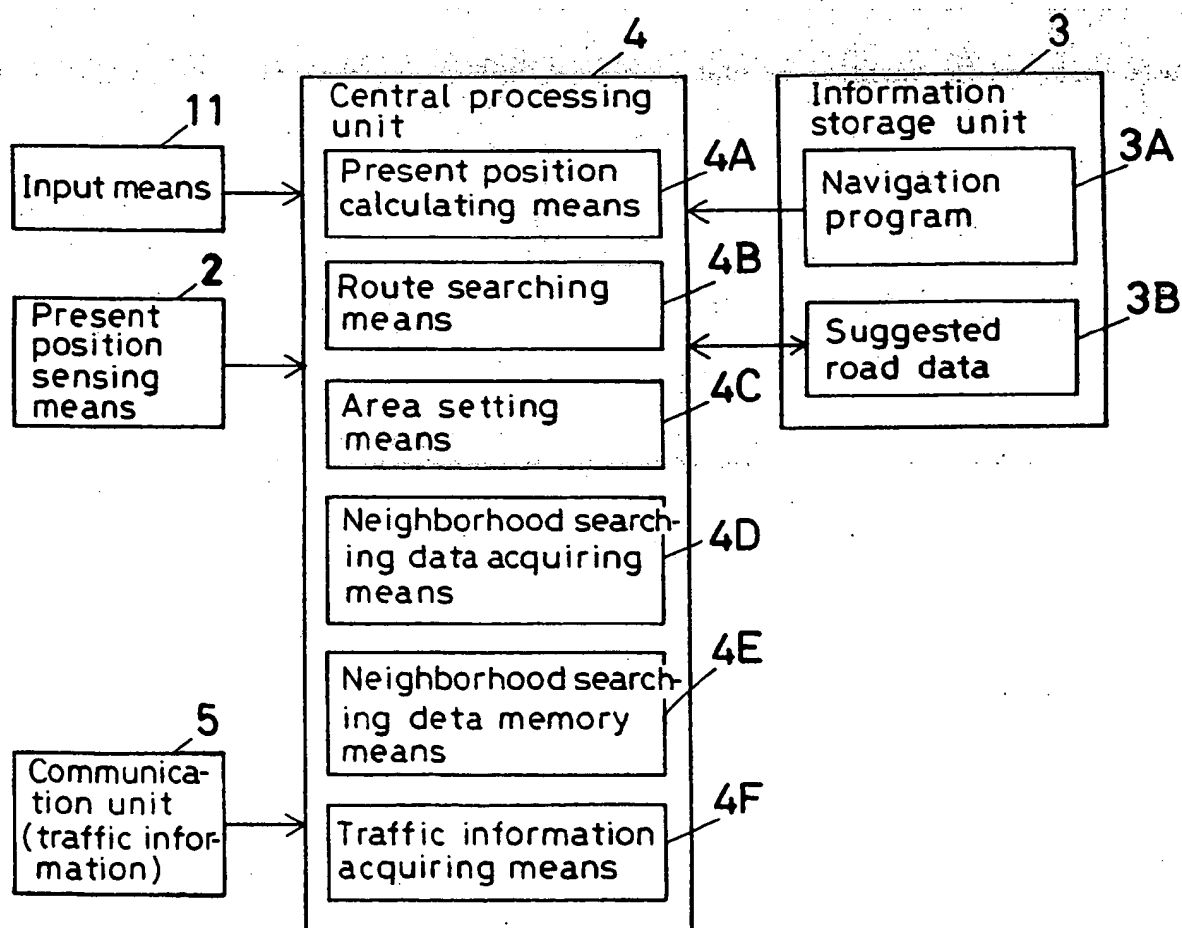 11
Input means
2
Present
position
sensing
means
5
Communica-
tion unit
(traffic infor-
mation)
4
Central processing
unit
4A
Present position
calculating means
4B
Route searching
means
4C
Area setting
means
4D
Neighborhood search-
ing data acquiring
means
4E
Neighborhood search-
ing deta memory
means
4F
Traffic information
acquiring means
3
Information
storage unit
3A
Navigation
program
3B
Suggested
road data